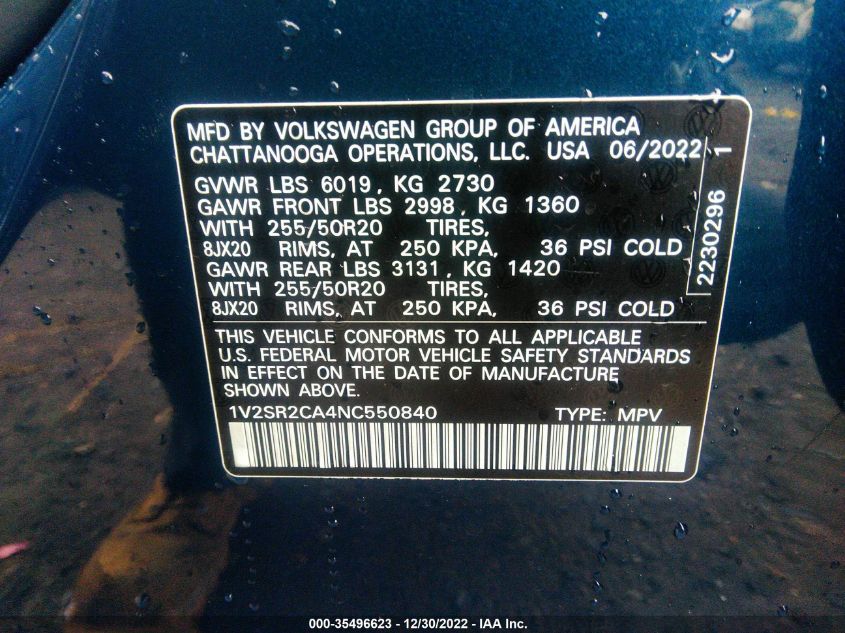 MFD BY VOLKSWAGEN GROUP OF AMERICA
CHATTANOOGA OPERATIONS, LLC. USA 06/2022
GVWR LBS 6019, KG 2730
GAWR FRONT LBS 2998, KG 1360
WITH 255/50R20 TIRES,
8JX20 RIMS, AT 250 KPA, 36 PSI COLD
GAWR REAR LBS 3131, KG 1420
WITH 255/50R20 TIRES,
8JX20 RIMS, AT 250 KPA, 36 PSI COLD
2230296 1
THIS VEHICLE CONFORMS TO ALL APPLICABLE
U.S. FEDERAL MOTOR VEHICLE SAFETY STANDARDS
IN EFFECT ON THE DATE OF MANUFACTURE
SHOWN ABOVE.
1V2SR2CA4NC550840 TYPE: MPV
000-35496623 - 12/30/2022 - IAA Inc.